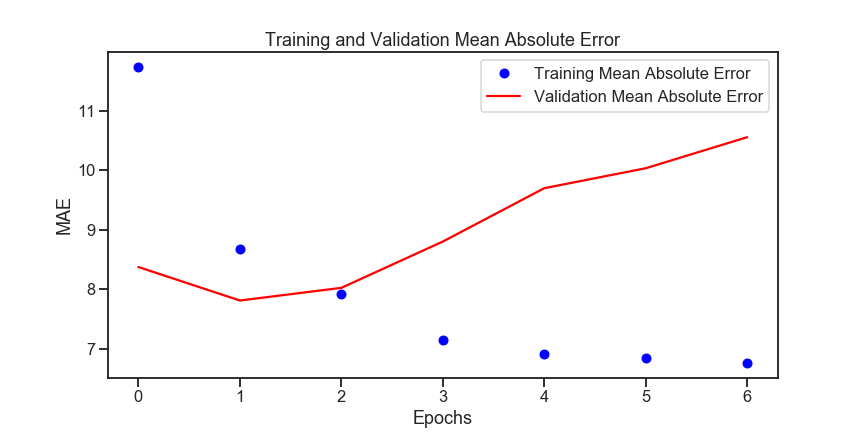 Training and Validation Mean Absolute Error
Training Mean Absolute Error
Validation Mean Absolute Error
11
10
9
8
7
MAE
0 1 2 3 4 5 6
Epochs